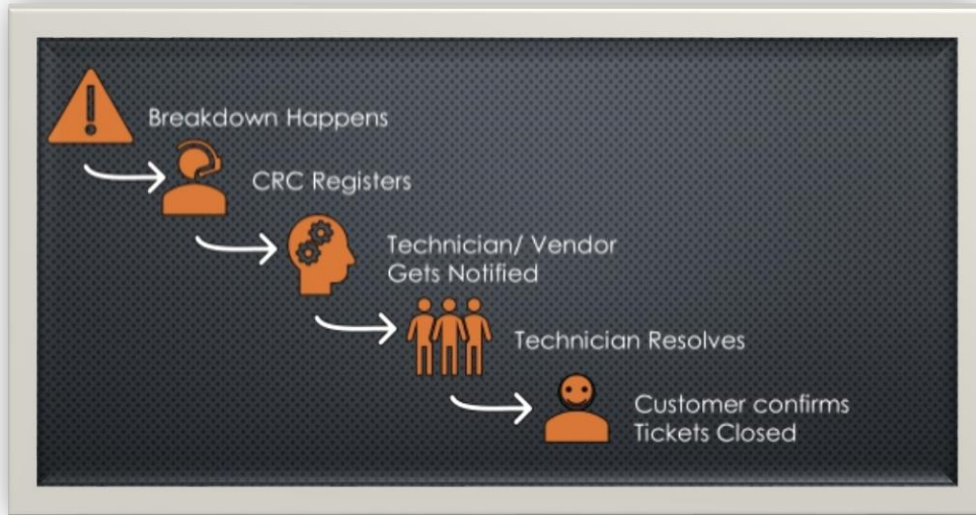 Breakdown Happens
CRC Registers
Technician/ Vendor
Gets Notified
Technician Resolves
Customer confirms
Tickets Closed